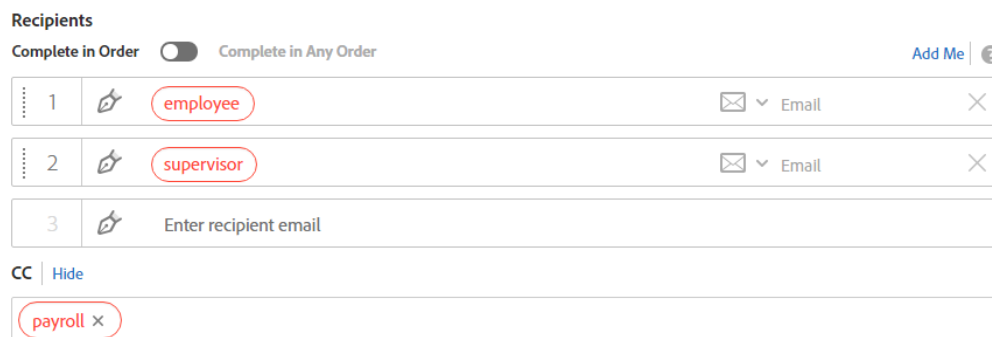 Recipients
Complete in Order Complete in Any Order Add Me ?
1 employee Email
2 supervisor Email
3 Enter recipient email
CC Hide
payroll ×